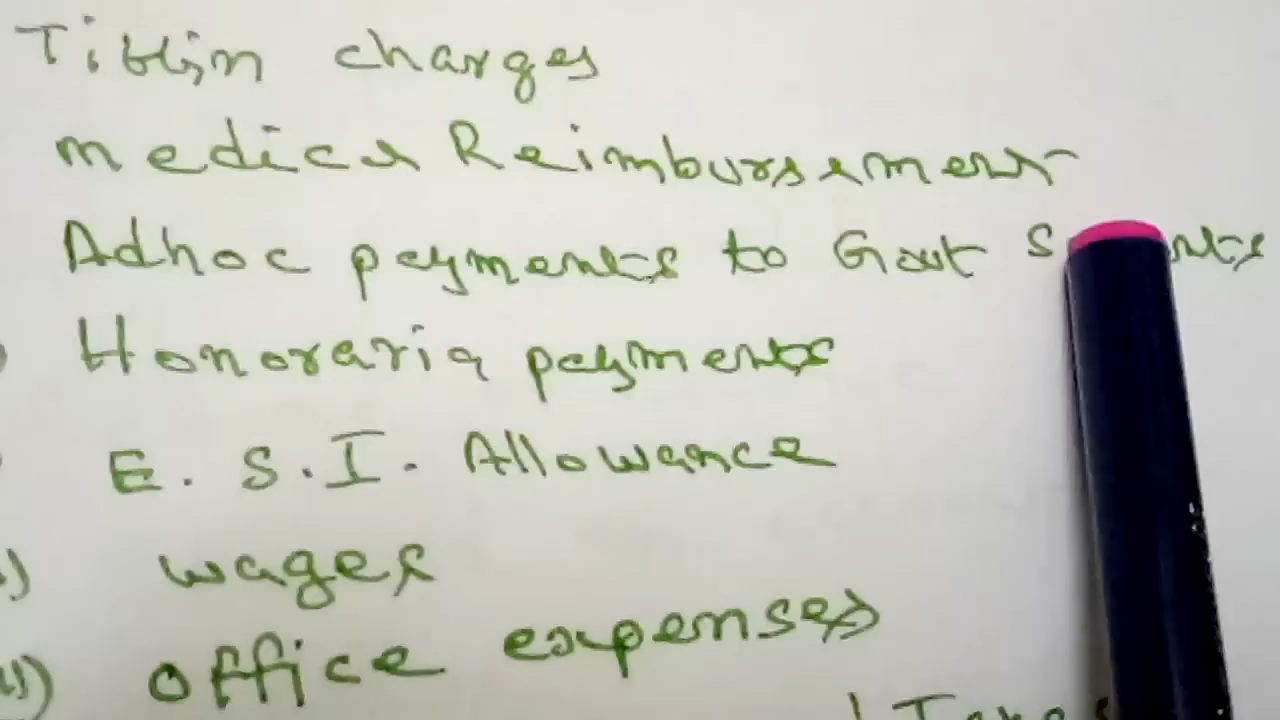 Tiffin charges
medical Reimbursement
Adhoc payments to Govt
Honoraria payments
E. S. I. Allowance
wages
office expenses